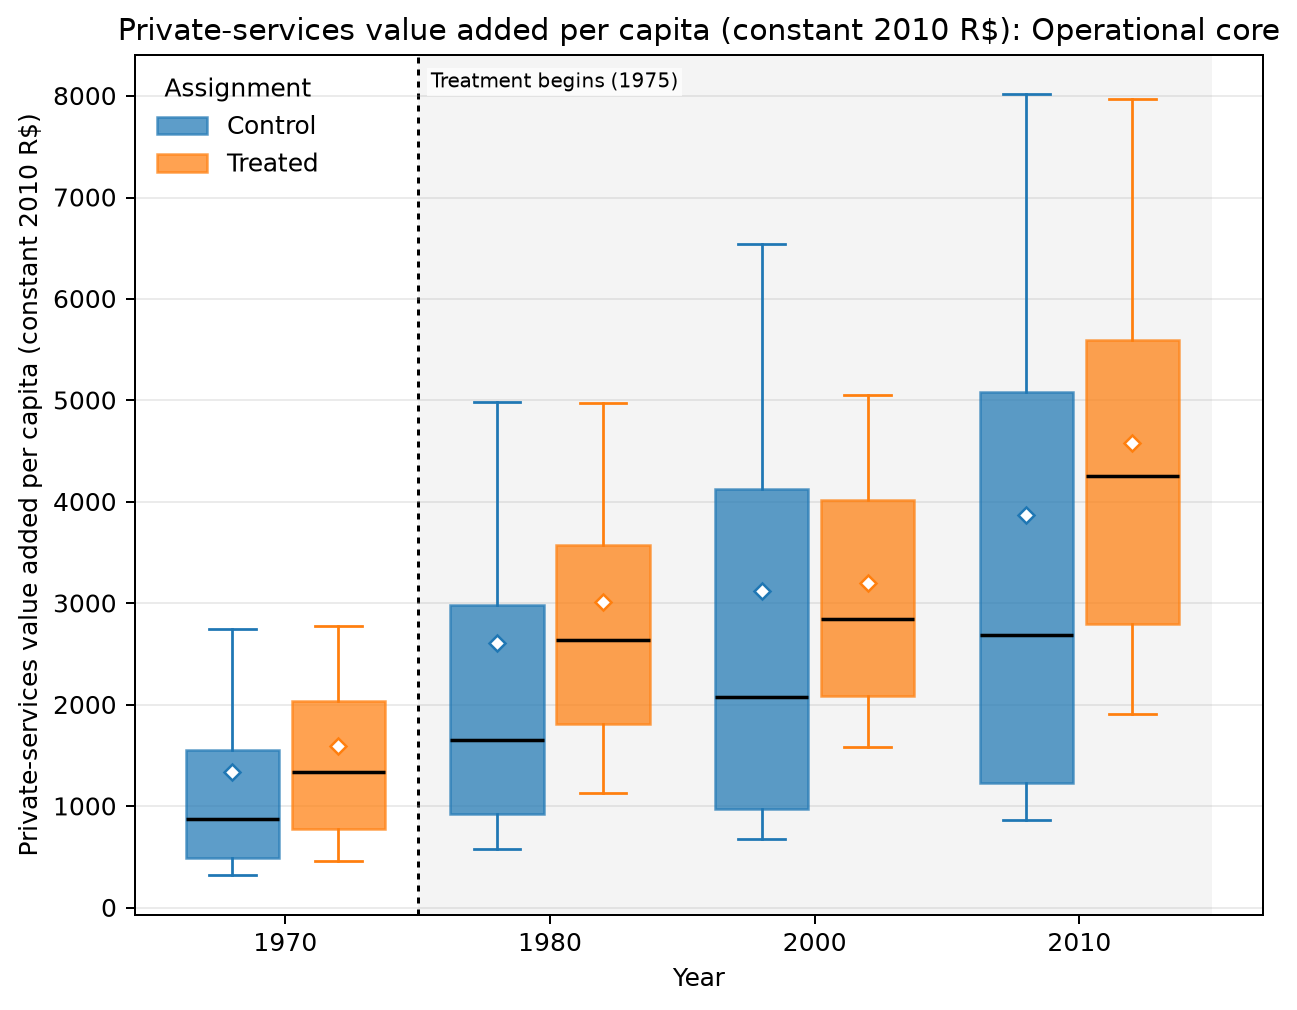 Private-services value added per capita (constant 2010 R$): Operational core
Private-services value added per capita (constant 2010 R$)
Assignment
Control
Treated
Treatment begins (1975)
8000
7000
6000
5000
4000
3000
2000
1000
0
1970
1980
2000
2010
Year